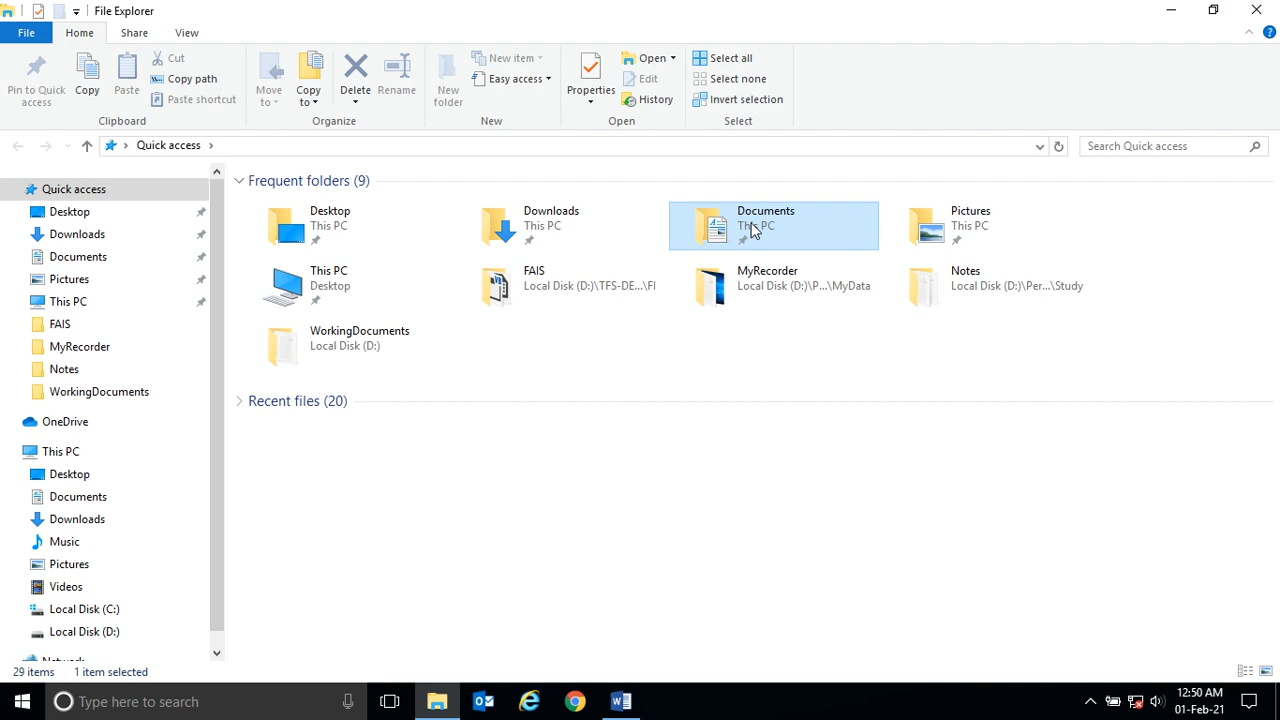 File Explorer
File Home Share View
Pin to Quick access
Copy
Paste
Cut
Copy path
Paste shortcut
Clipboard
Move to
Copy to
Delete
Rename
Organize
New folder
New item
Easy access
New
Properties
Open
Edit
History
Open
Select all
Select none
Invert selection
Select
Quick access
Search Quick access
Quick access
Desktop
Downloads
Documents
Pictures
This PC
FAIS
MyRecorder
Notes
WorkingDocuments
OneDrive
This PC
Desktop
Documents
Downloads
Music
Pictures
Videos
Local Disk (C:)
Local Disk (D:)
Network
Frequent folders (9)
Desktop
This PC
Downloads
This PC
Documents
This PC
Pictures
This PC
This PC
Desktop
FAIS
Local Disk (D:)\TFS-DE...\FI
MyRecorder
Local Disk (D:)\P...\MyData
Notes
Local Disk (D:)\Per...\Study
WorkingDocuments
Local Disk (D:)
Recent files (20)
29 items 1 item selected
Type here to search
12:50 AM
01-Feb-21